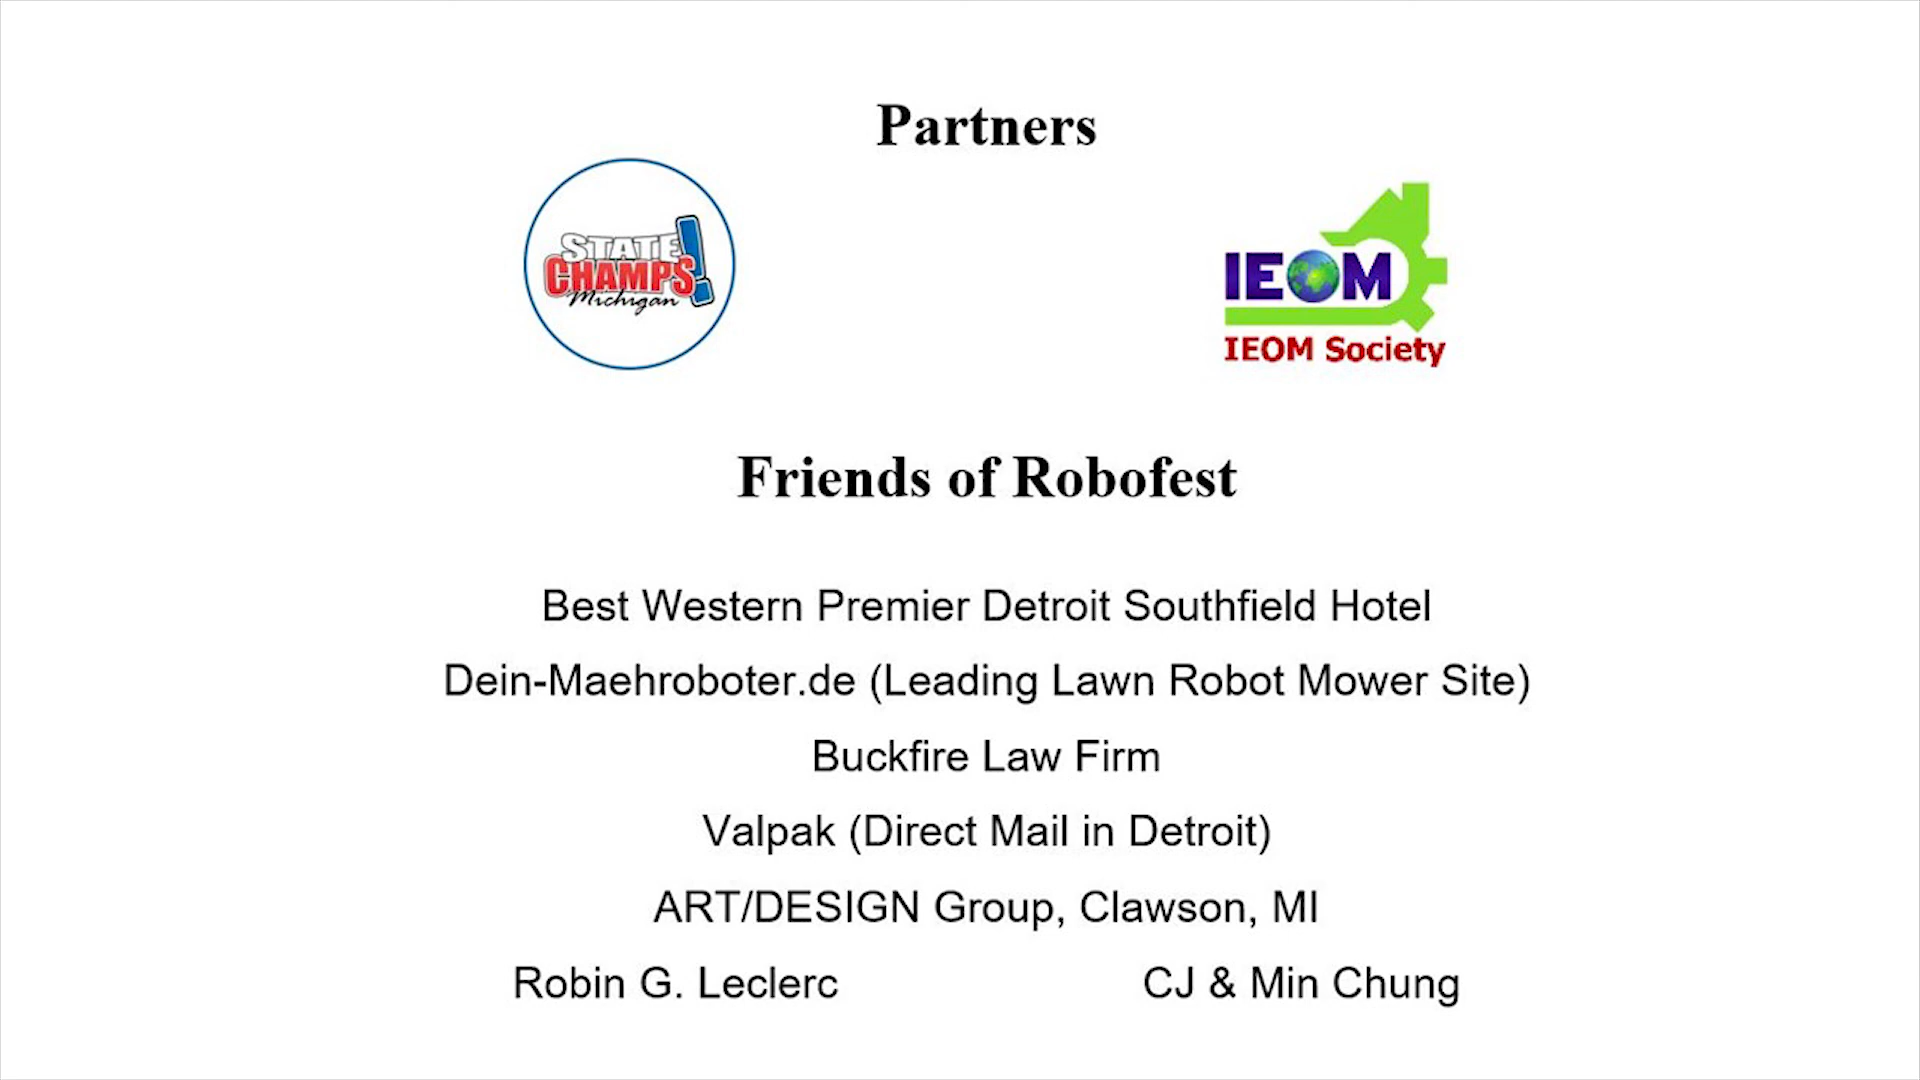 Partners
STATE
CHAMPS!
Michigan
IEOM
IEOM Society
Friends of Robofest
Best Western Premier Detroit Southfield Hotel
Dein-Maehroboter.de (Leading Lawn Robot Mower Site)
Buckfire Law Firm
Valpak (Direct Mail in Detroit)
ART/DESIGN Group, Clawson, MI
Robin G. Leclerc
CJ & Min Chung